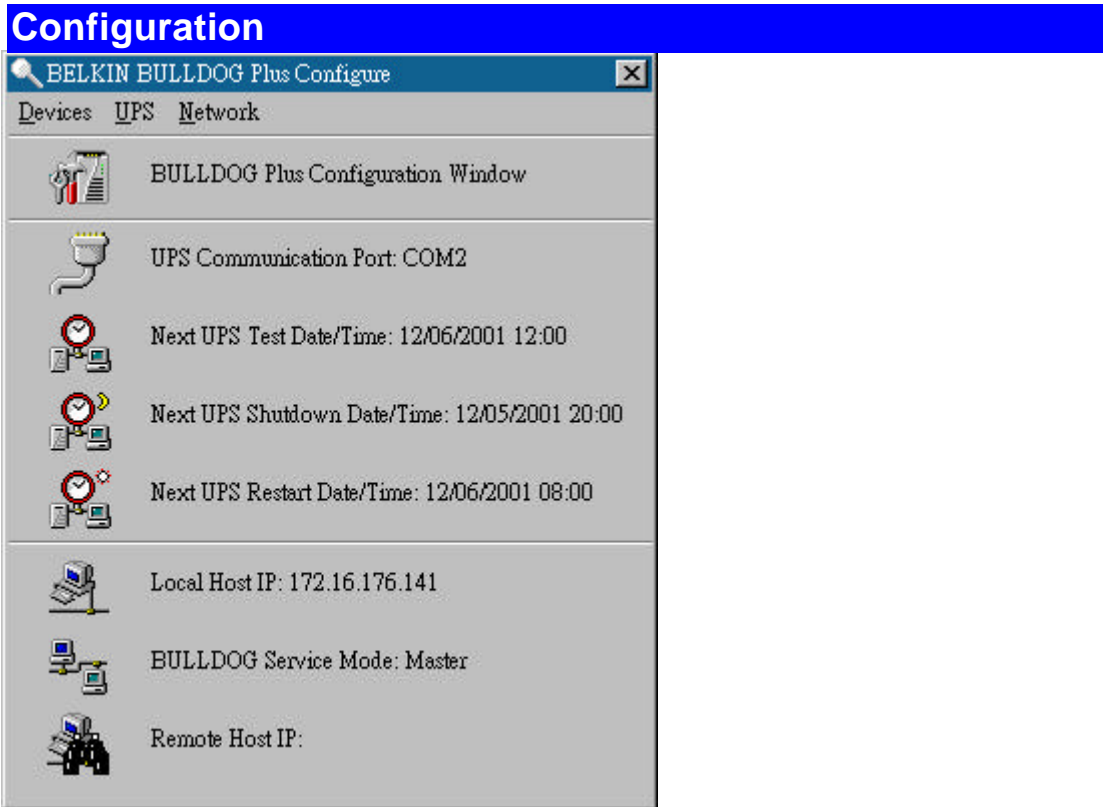 Configuration
BELKIN BULLDOG Plus Configure
Devices UPS Network
BULLDOG Plus Configuration Window
UPS Communication Port: COM2
Next UPS Test Date/Time: 12/06/2001 12:00
Next UPS Shutdown Date/Time: 12/05/2001 20:00
Next UPS Restart Date/Time: 12/06/2001 08:00
Local Host IP: 172.16.176.141
BULLDOG Service Mode: Master
Remote Host IP: